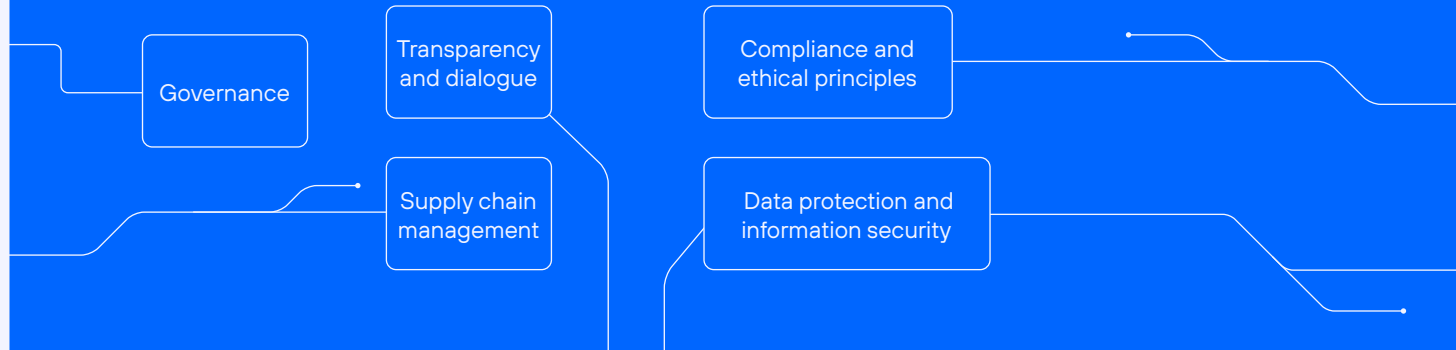 Governance
Transparency
and dialogue
Compliance and
ethical principles
Supply chain
management
Data protection and
information security